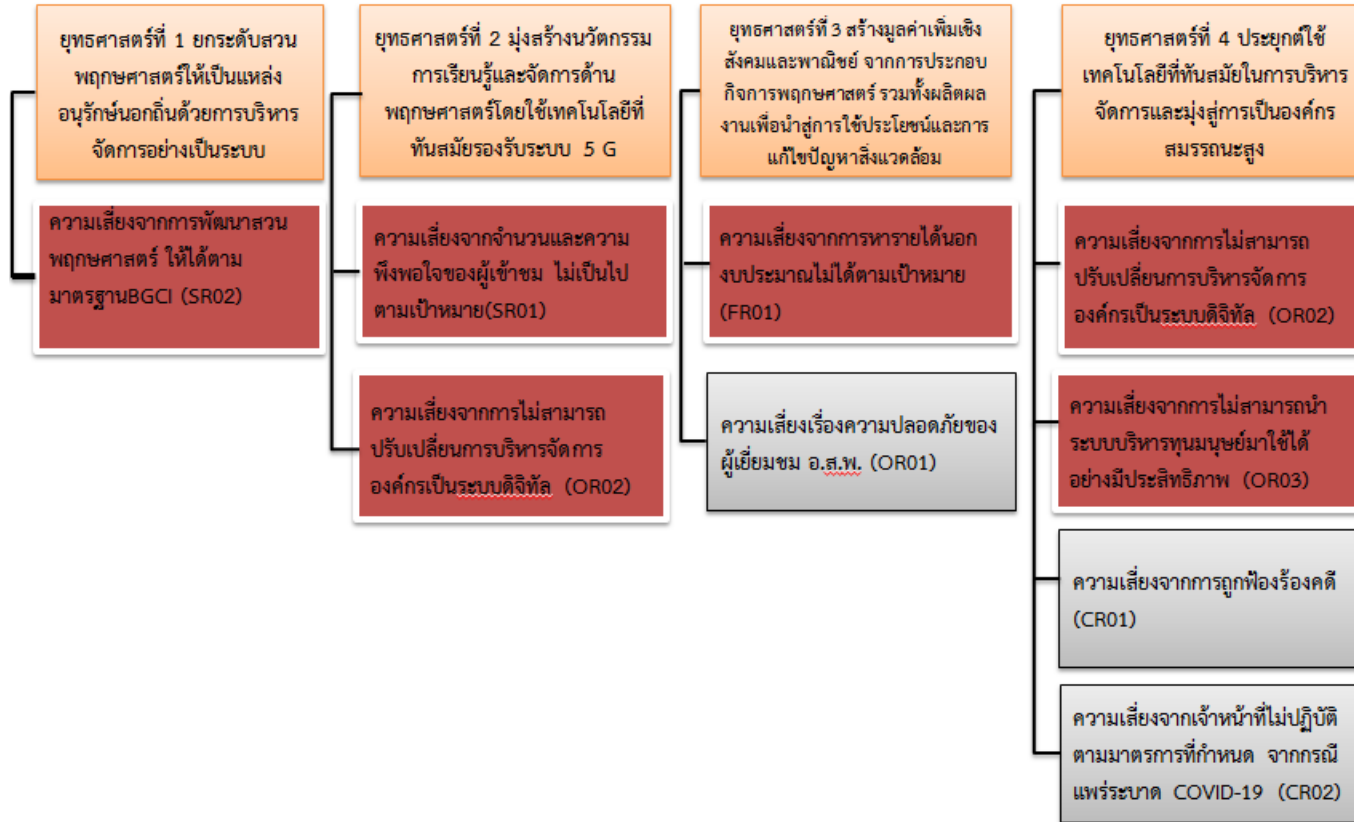 ยุทธศาสตร์ที่ 1 ยกระดับสวน
พฤกษศาสตร์ให้เป็นแหล่ง
อนุรักษ์นอกถิ่นด้วยการบริหาร
จัดการอย่างเป็นระบบ
ความเสี่ยงจากการพัฒนาสวน
พฤกษศาสตร์ ให้ได้ตาม
มาตรฐานBGCI (SR02)
ยุทธศาสตร์ที่ 2 มุ่งสร้างนวัตกรรม
การเรียนรู้และจัดการด้าน
พฤกษศาสตร์โดยใช้เทคโนโลยีที่
ทันสมัยรองรับระบบ 5 G
ความเสี่ยงจากจำนวนและความ
พึงพอใจของผู้เข้าชม ไม่เป็นไป
ตามเป้าหมาย(SR01)
ความเสี่ยงจากการไม่สามารถ
ปรับเปลี่ยนการบริหารจัดการ
องค์กรเป็นระบบดิจิทัล (OR02)
ยุทธศาสตร์ที่ 3 สร้างมูลค่าเพิ่มเชิง
สังคมและพาณิชย์ จากการประกอบ
กิจการพฤกษศาสตร์ รวมทั้งผลิตผล
งานเพื่อนำสู่การใช้ประโยชน์และการ
แก้ไขปัญหาสิ่งแวดล้อม
ความเสี่ยงจากการหารายได้นอก
งบประมาณไม่ได้ตามเป้าหมาย
(FR01)
ความเสี่ยงเรื่องความปลอดภัยของ
ผู้เยี่ยมชม อ.ส.พ. (OR01)
ยุทธศาสตร์ที่ 4 ประยุกต์ใช้
เทคโนโลยีที่ทันสมัยในการบริหาร
จัดการและมุ่งสู่การเป็นองค์กร
สมรรถนะสูง
ความเสี่ยงจากการไม่สามารถ
ปรับเปลี่ยนการบริหารจัดการ
องค์กรเป็นระบบดิจิทัล (OR02)
ความเสี่ยงจากการไม่สามารถนำ
ระบบบริหารทุนมนุษย์มาใช้ได้
อย่างมีประสิทธิภาพ (OR03)
ความเสี่ยงจากการถูกฟ้องร้องคดี
(CR01)
ความเสี่ยงจากเจ้าหน้าที่ไม่ปฏิบัติ
ตามมาตรการที่กำหนด จากกรณี
แพร่ระบาด COVID-19 (CR02)